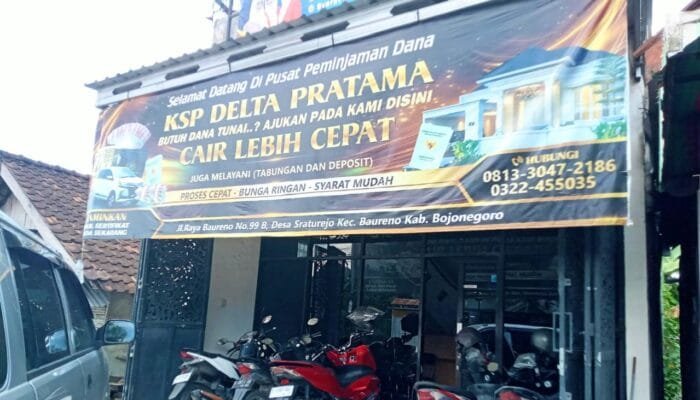 Selamat Datang Di Pusat Peminjaman Dana
KSP DELTA PRATAMA
BUTUH DANA TUNAI..? AJUKAN PADA KAMI DISINI
CAIR LEBIH CEPAT
JUGA MELAYANI (TABUNGAN DAN DEPOSIT)
PROSES CEPAT - BUNGA RINGAN - SYARAT MUDAH
HUBUNGI
0813-3047-2186
0322-455035
Jl.Raya Baureno No.99 B, Desa Sraturejo Kec. Baureno Kab. Bojonegoro
SEKARANG